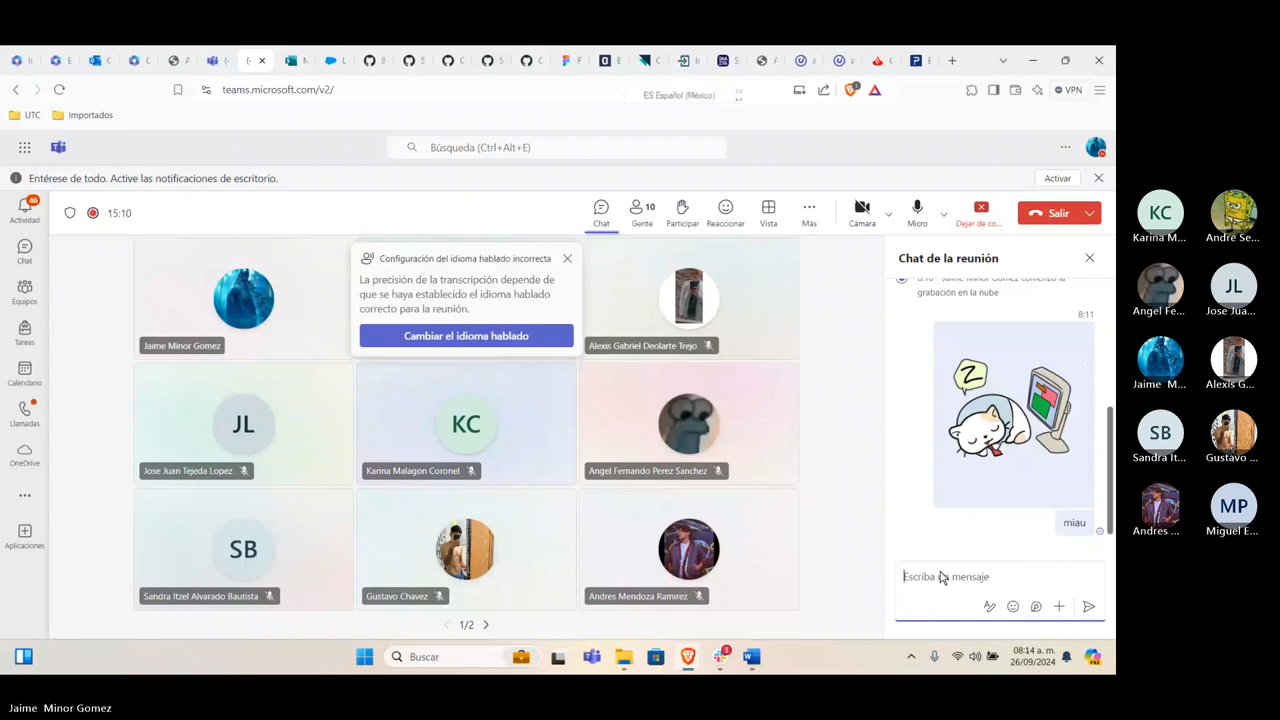 teams.microsoft.com/v2/
ES Español (México)
VPN
UTC
Importados
Búsqueda (Ctrl+Alt+E)
Entérese de todo. Active las notificaciones de escritorio.
Activar
46
Actividad
Chat
Equipos
Tareas
Calendario
Llamadas
OneDrive
Aplicaciones
15:10
Chat
10
Gente
Participar
Reaccionar
Vista
Más
Cámara
Micro
Dejar de co...
Salir
Configuración del idioma hablado incorrecta
La precisión de la transcripción depende de
que se haya establecido el idioma hablado
correcto para la reunión.
Cambiar el idioma hablado
Jaime Minor Gomez
Alexis Gabriel Deolarte Trejo
JL
Jose Juan Tejeda Lopez
KC
Karina Malagon Coronel
Angel Fernando Perez Sanchez
SB
Sandra Itzel Alvarado Bautista
Gustavo Chavez
Andres Mendoza Ramirez
1/2
Chat de la reunión
grabación en la nube
8:11
Z
miau
Buscar
08:14 a. m.
26/09/2024
KC
Karina M...
Andre Se...
Angel Fe...
JL
Jose Jua...
Jaime M...
Alexis G...
SB
Sandra It...
Gustavo ...
Andres ...
MP
Miguel E...
Jaime Minor Gomez